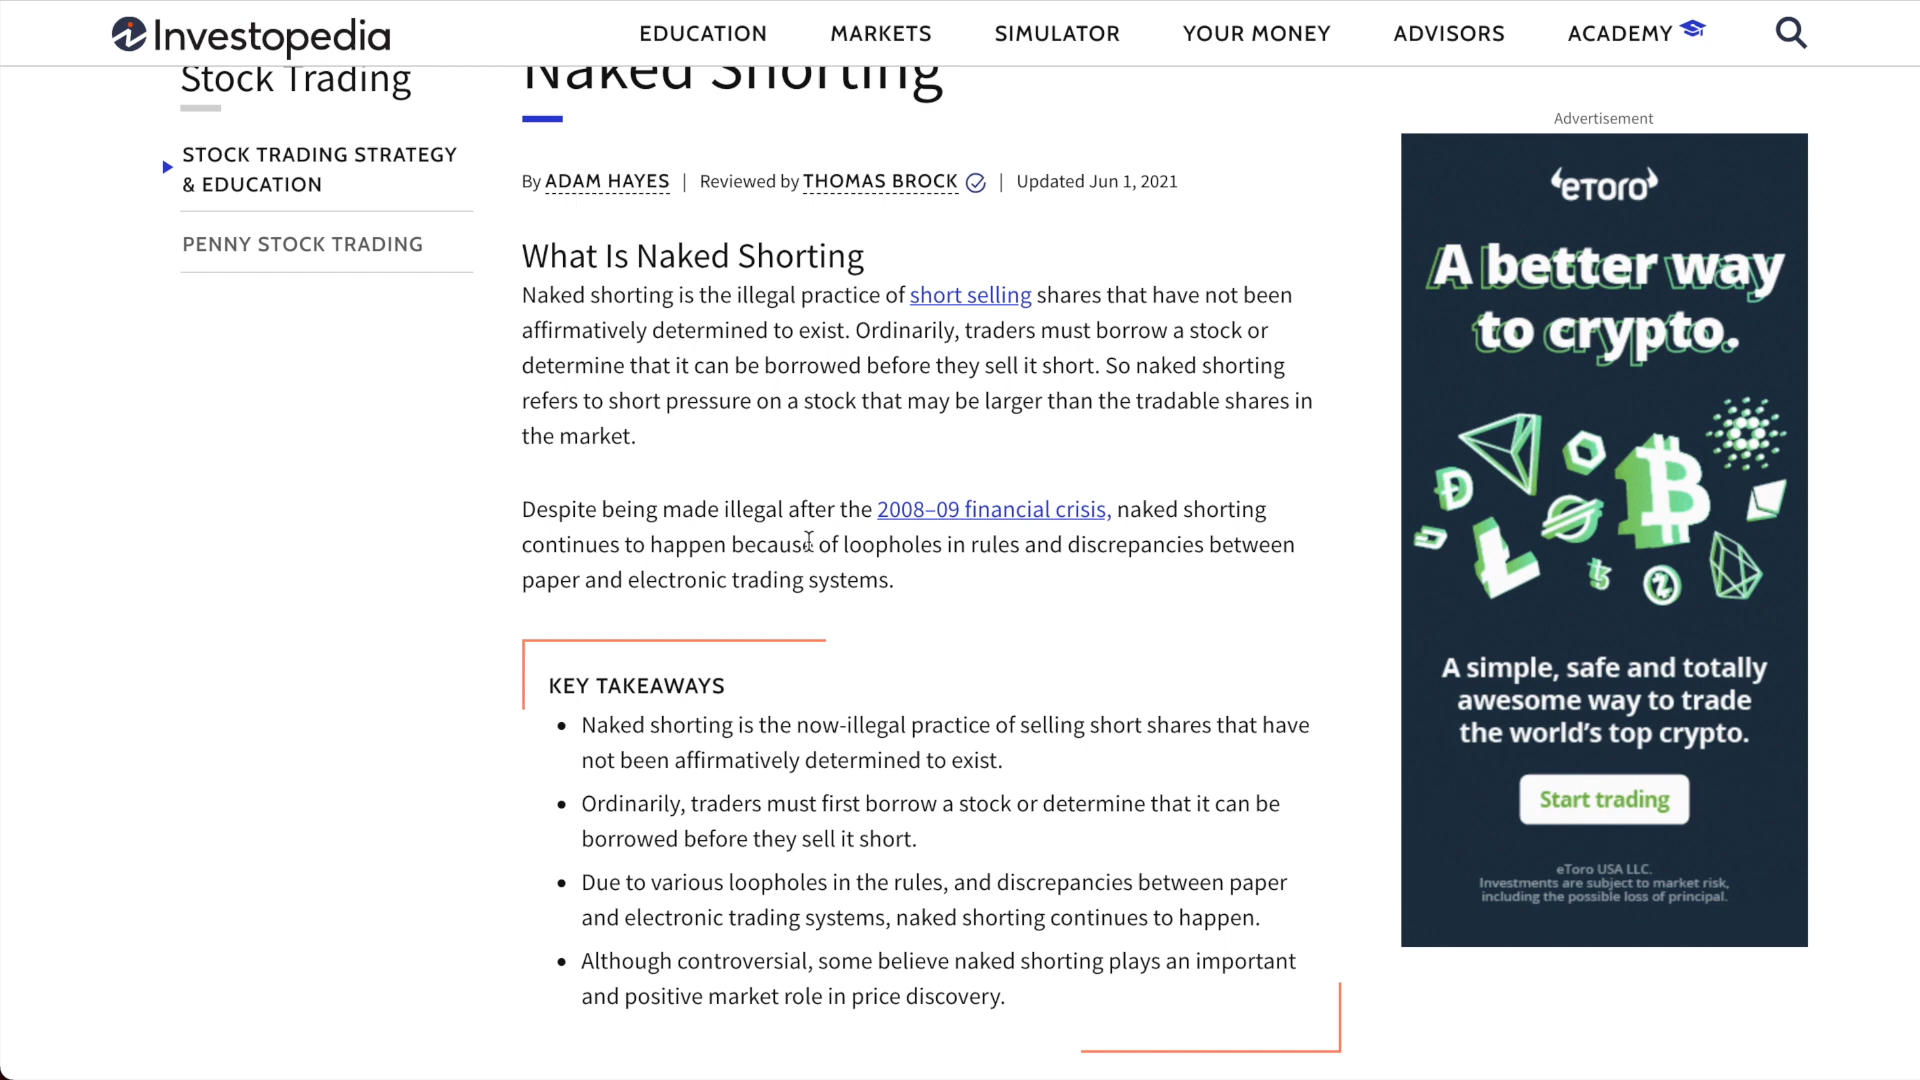 Investopedia
EDUCATION
MARKETS
SIMULATOR
YOUR MONEY
ADVISORS
ACADEMY
Stock Trading
STOCK TRADING STRATEGY
& EDUCATION
PENNY STOCK TRADING
Naked Shorting
By ADAM HAYES | Reviewed by THOMAS BROCK | Updated Jun 1, 2021
What Is Naked Shorting
Naked shorting is the illegal practice of short selling shares that have not been
affirmatively determined to exist. Ordinarily, traders must borrow a stock or
determine that it can be borrowed before they sell it short. So naked shorting
refers to short pressure on a stock that may be larger than the tradable shares in
the market.
Despite being made illegal after the 2008–09 financial crisis, naked shorting
continues to happen because of loopholes in rules and discrepancies between
paper and electronic trading systems.
KEY TAKEAWAYS
• Naked shorting is the now-illegal practice of selling short shares that have
not been affirmatively determined to exist.
• Ordinarily, traders must first borrow a stock or determine that it can be
borrowed before they sell it short.
• Due to various loopholes in the rules, and discrepancies between paper
and electronic trading systems, naked shorting continues to happen.
• Although controversial, some believe naked shorting plays an important
and positive market role in price discovery.
Advertisement
eToro
A better way
to crypto.
A simple, safe and totally
awesome way to trade
the world's top crypto.
Start trading
eToro USA LLC.
Investments are subject to market risk,
including the possible loss of principal.